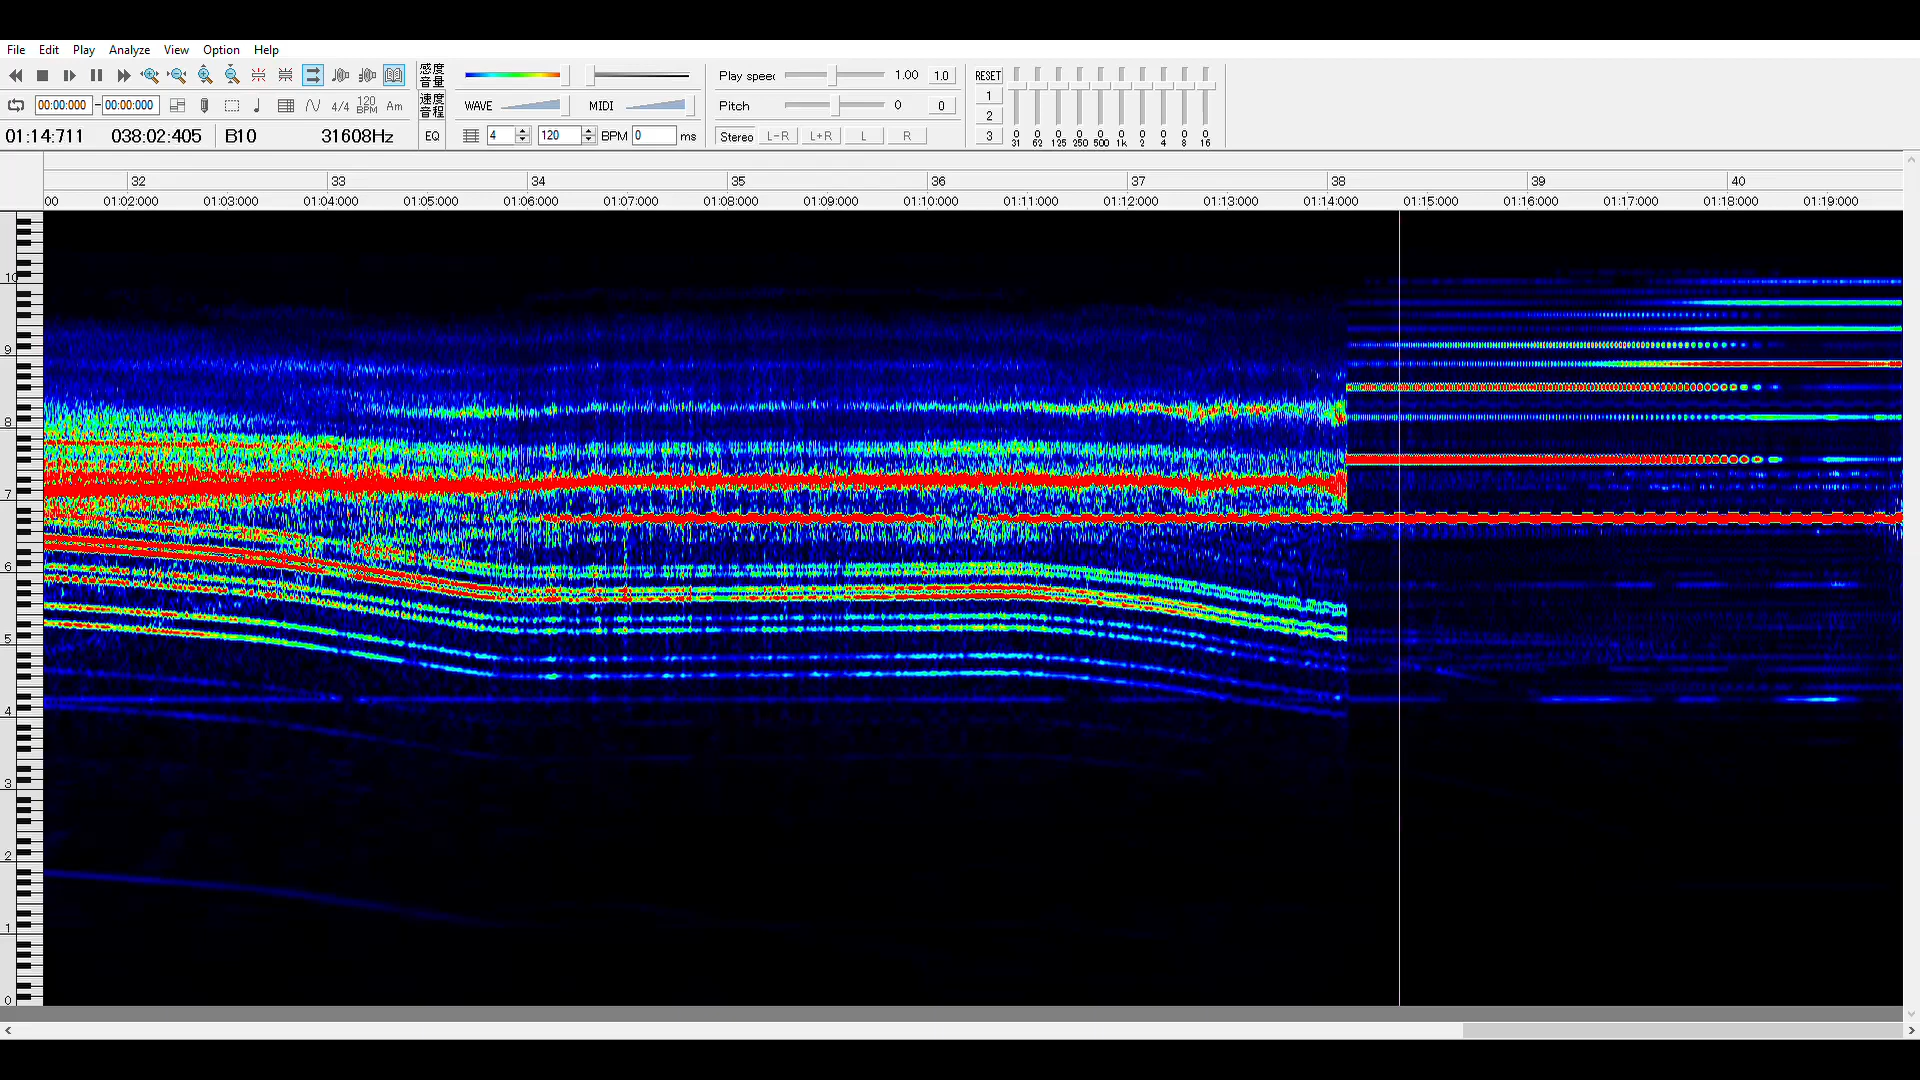 File Edit Play Analyze View Option Help
感度 音量 Play speec 1.00 1.0 RESET
00:00:000 - 00:00:000 4/4 120 BPM Am 速度 音程 WAVE MIDI Pitch 0 0 1
2
01:14:711 038:02:405 B10 31608Hz EQ 4 120 BPM 0 ms Stereo L-R L+R L R 3
0 0 0 0 0 0 0 0 0 0
31 62 125 250 500 1k 2 4 8 16
32 33 34 35 36 37 38 39 40
00 01:02:000 01:03:000 01:04:000 01:05:000 01:06:000 01:07:000 01:08:000 01:09:000 01:10:000 01:11:000 01:12:000 01:13:000 01:14:000 01:15:000 01:16:000 01:17:000 01:18:000 01:19:000
10
9
8
7
6
5
4
3
2
1
0